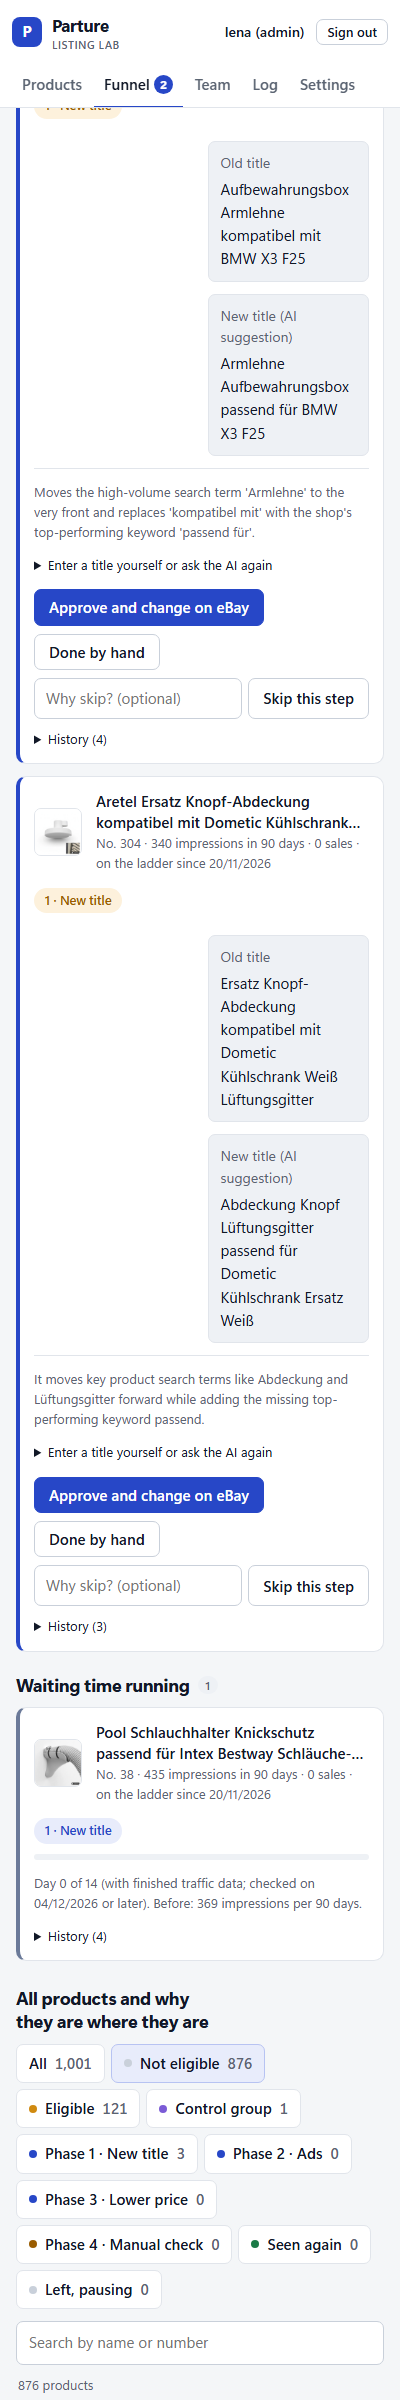 P
Parture
LISTING LAB
lena (admin)
Sign out
Products
Funnel 2
Team
Log
Settings
1 · New title
Old title
Aufbewahrungsbox
Armlehne
kompatibel mit
BMW X3 F25
New title (AI
suggestion)
Armlehne
Aufbewahrungsbox
passend für BMW
X3 F25
Moves the high-volume search term 'Armlehne' to the
very front and replaces 'kompatibel mit' with the shop's
top-performing keyword 'passend für'.
Enter a title yourself or ask the AI again
Approve and change on eBay
Done by hand
Why skip? (optional)
Skip this step
History (4)
Aretel Ersatz Knopf-Abdeckung
kompatibel mit Dometic Kühlschrank…
No. 304 · 340 impressions in 90 days · 0 sales ·
on the ladder since 20/11/2026
1 · New title
Old title
Ersatz Knopf-
Abdeckung
kompatibel mit
Dometic
Kühlschrank Weiß
Lüftungsgitter
New title (AI
suggestion)
Abdeckung Knopf
Lüftungsgitter
passend für
Dometic
Kühlschrank Ersatz
Weiß
It moves key product search terms like Abdeckung and
Lüftungsgitter forward while adding the missing top-
performing keyword passend.
Enter a title yourself or ask the AI again
Approve and change on eBay
Done by hand
Why skip? (optional)
Skip this step
History (3)
Waiting time running 1
Pool Schlauchhalter Knickschutz
passend für Intex Bestway Schläuche-…
No. 38 · 435 impressions in 90 days · 0 sales ·
on the ladder since 20/11/2026
1 · New title
Day 0 of 14 (with finished traffic data; checked on
04/12/2026 or later). Before: 369 impressions per 90 days.
History (4)
All products and why
they are where they are
All 1,001
Not eligible 876
Eligible 121
Control group 1
Phase 1 · New title 3
Phase 2 · Ads 0
Phase 3 · Lower price 0
Phase 4 · Manual check 0
Seen again 0
Left, pausing 0
Search by name or number
876 products